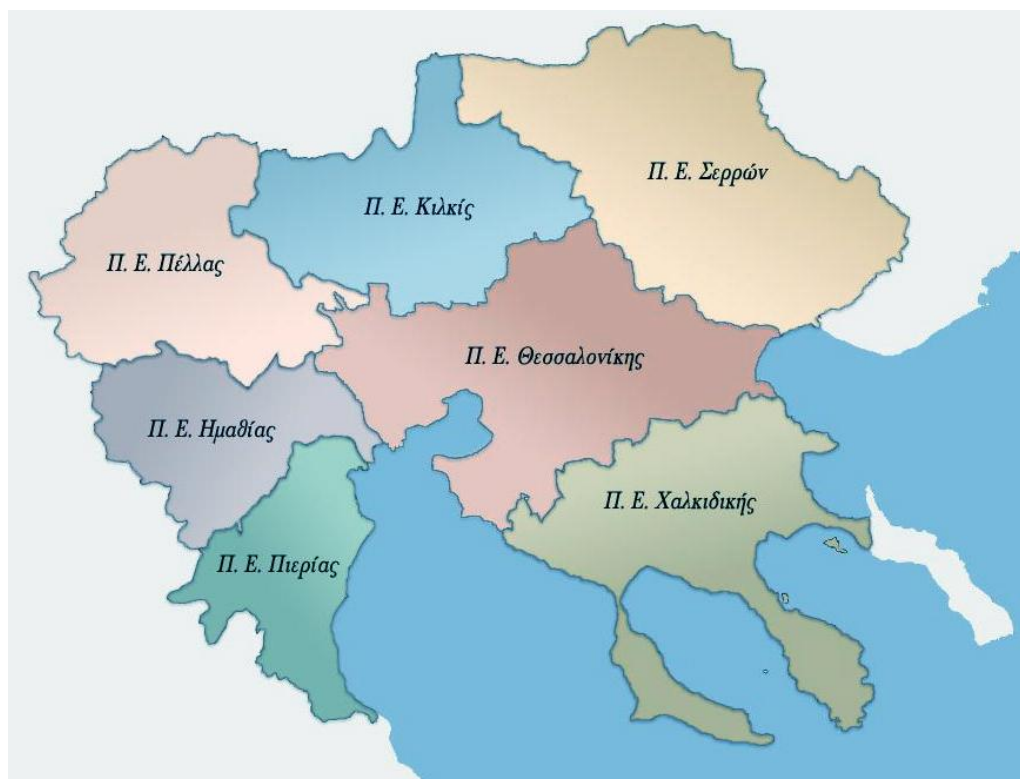 Π. Ε. Σερρών
Π. Ε. Κιλκίς
Π. Ε. Πέλλας
Π. Ε. Θεσσαλονίκης
Π. Ε. Ημαθίας
Π. Ε. Χαλκιδικής
Π. Ε. Πιερίας